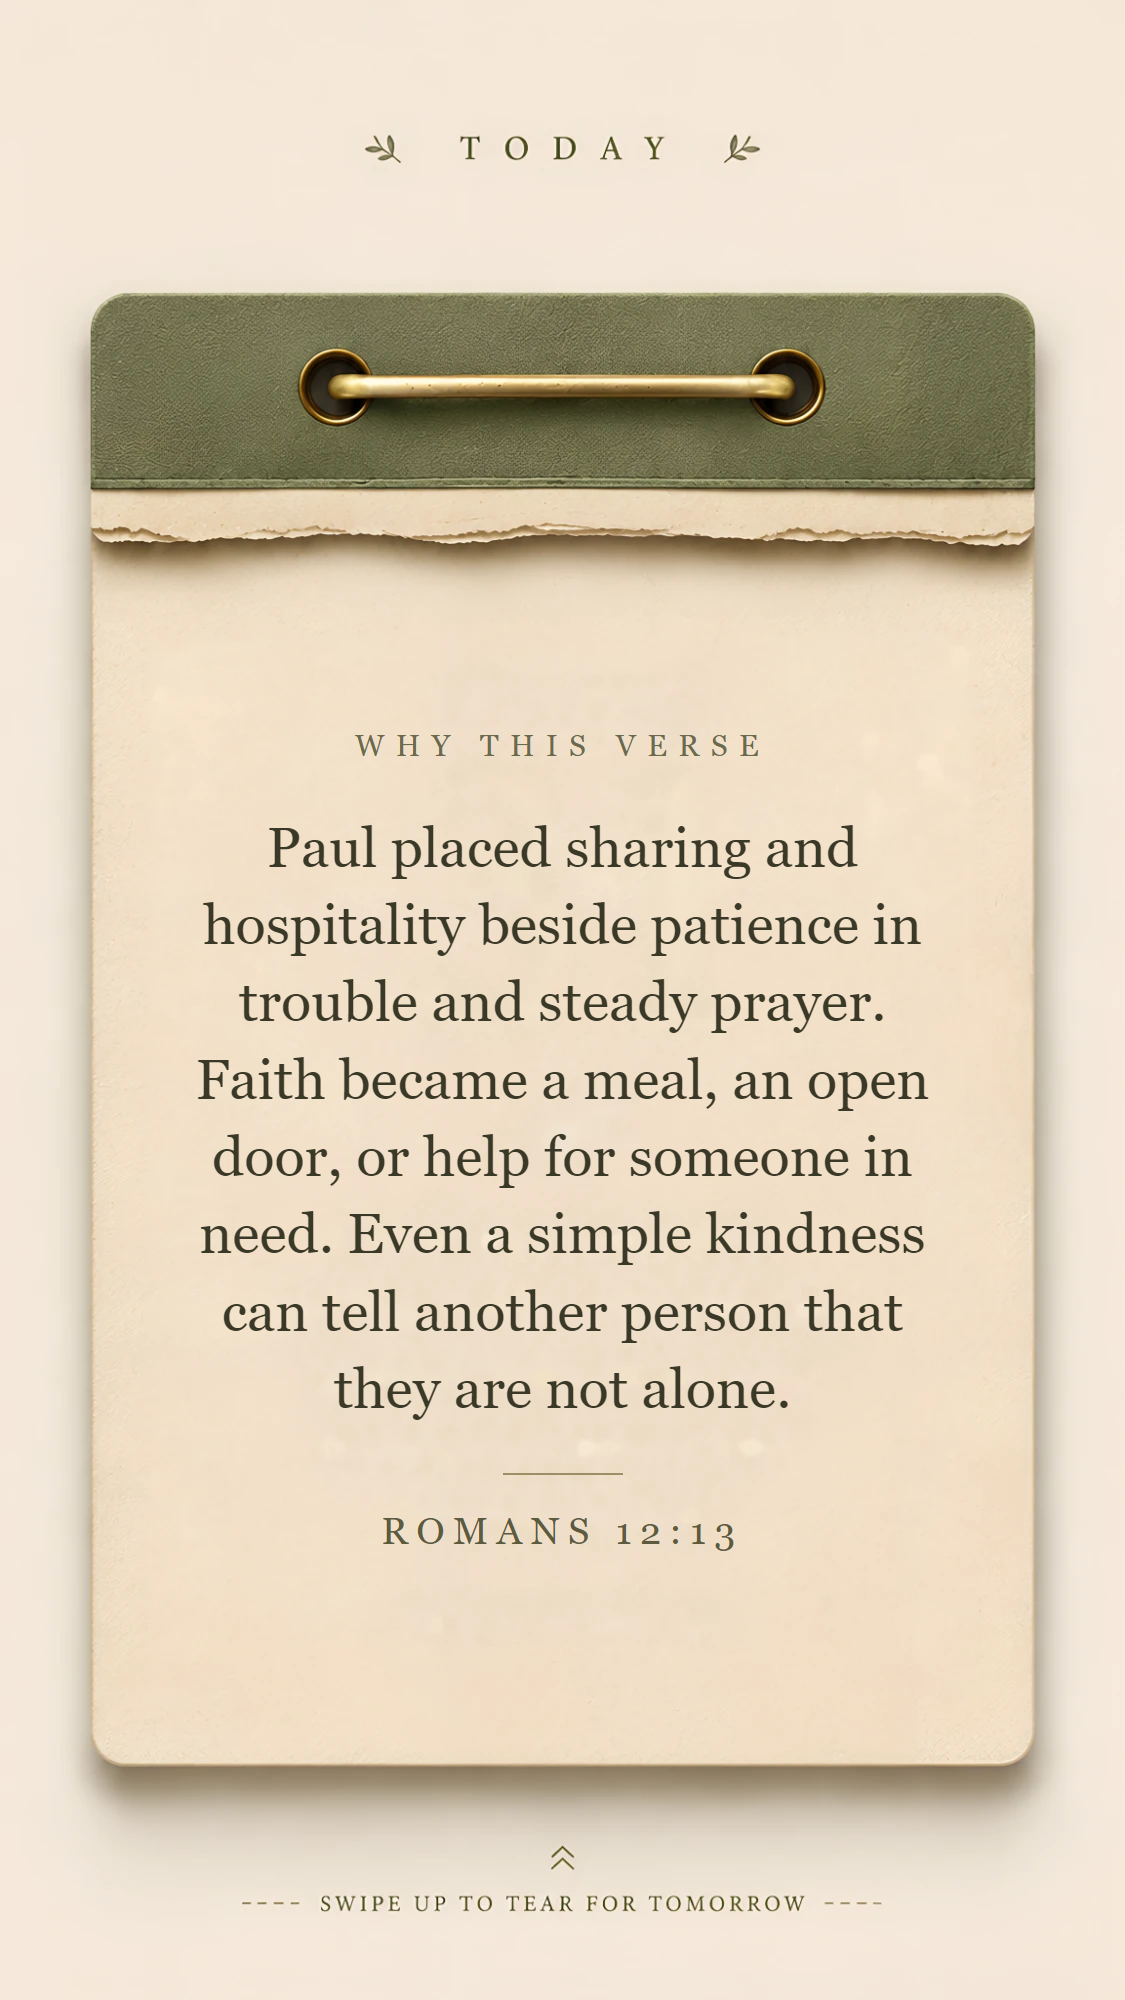 TODAY
WHY THIS VERSE
Paul placed sharing and
hospitality beside patience in
trouble and steady prayer.
Faith became a meal, an open
door, or help for someone in
need. Even a simple kindness
can tell another person that
they are not alone.
ROMANS 12:13
SWIPE UP TO TEAR FOR TOMORROW